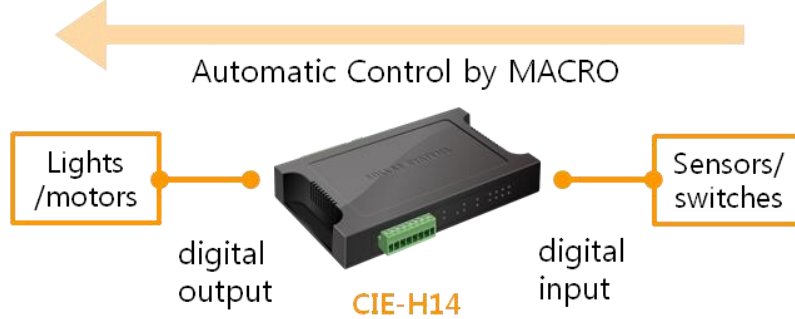 Automatic Control by MACRO
Lights
/motors
Sensors/
switches
digital
output
digital
input
CIE-H14